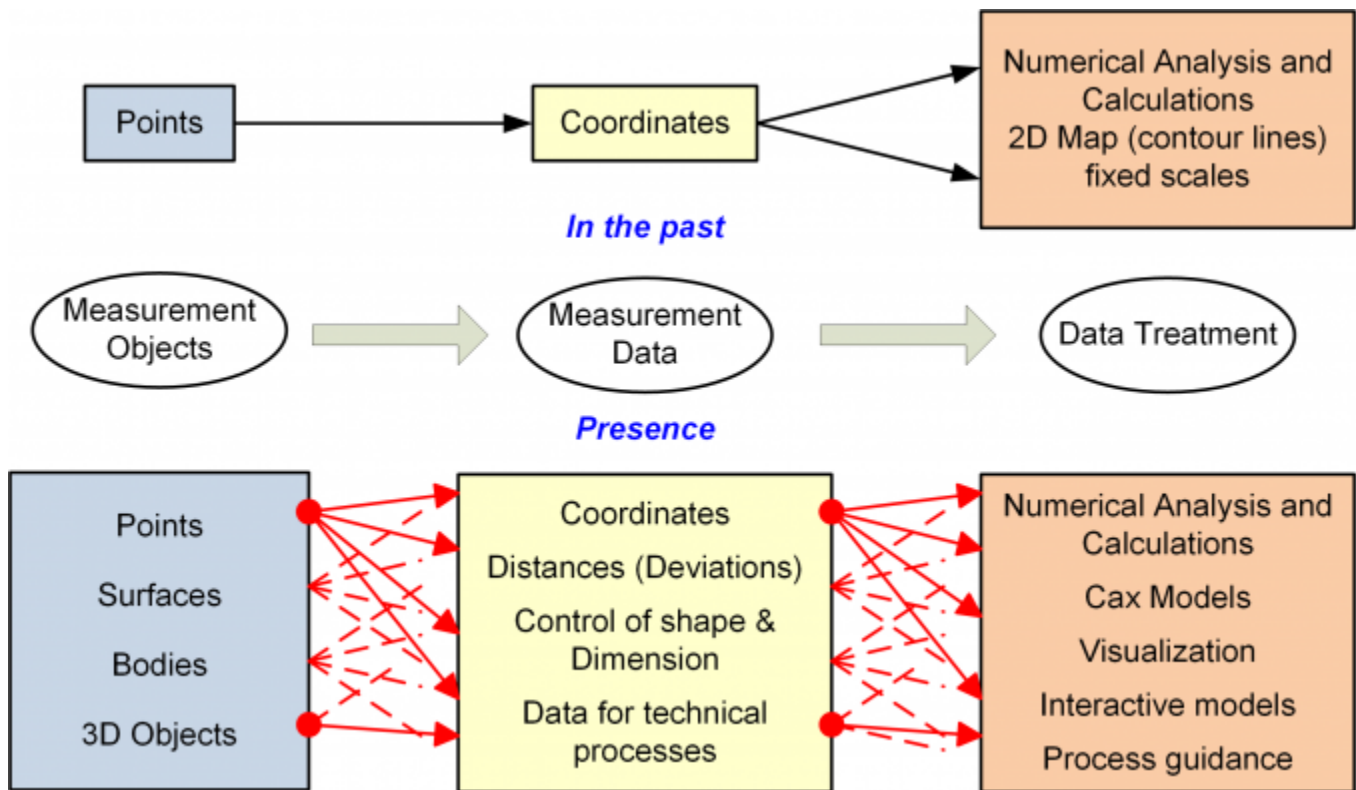 Points
Coordinates
Numerical Analysis and
Calculations
2D Map (contour lines)
fixed scales
In the past
Measurement
Objects
Measurement
Data
Data Treatment
Presence
Points
Surfaces
Bodies
3D Objects
Coordinates
Distances (Deviations)
Control of shape &
Dimension
Data for technical
processes
Numerical Analysis and
Calculations
Cax Models
Visualization
Interactive models
Process guidance